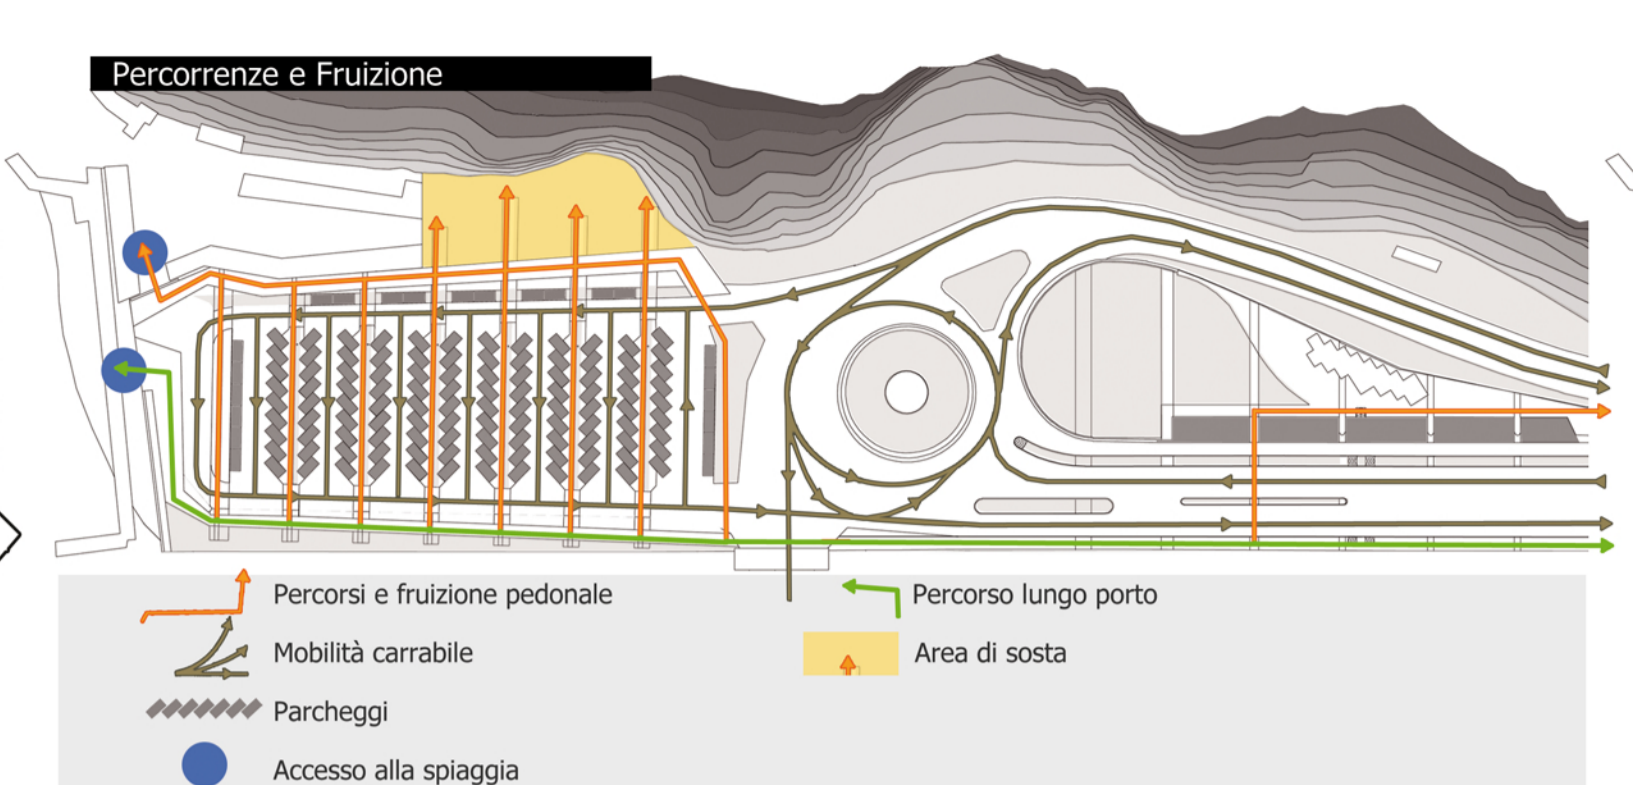 Percorrenze e Fruizione
Percorsi e fruizione pedonale
Percorso lungo porto
Mobilità carrabile
Area di sosta
Parcheggi
Accesso alla spiaggia